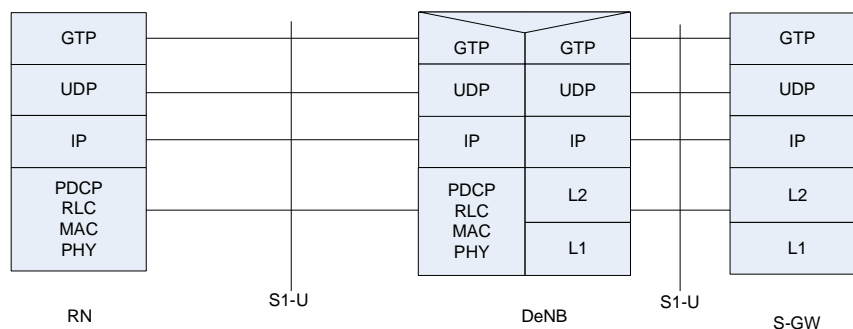 GTP
UDP
IP
PDCP
RLC
MAC
PHY
RN
S1-U
GTP GTP
UDP UDP
IP IP
PDCP
RLC
MAC
PHY
L2
L1
DeNB
S1-U
GTP
UDP
IP
L2
L1
S-GW